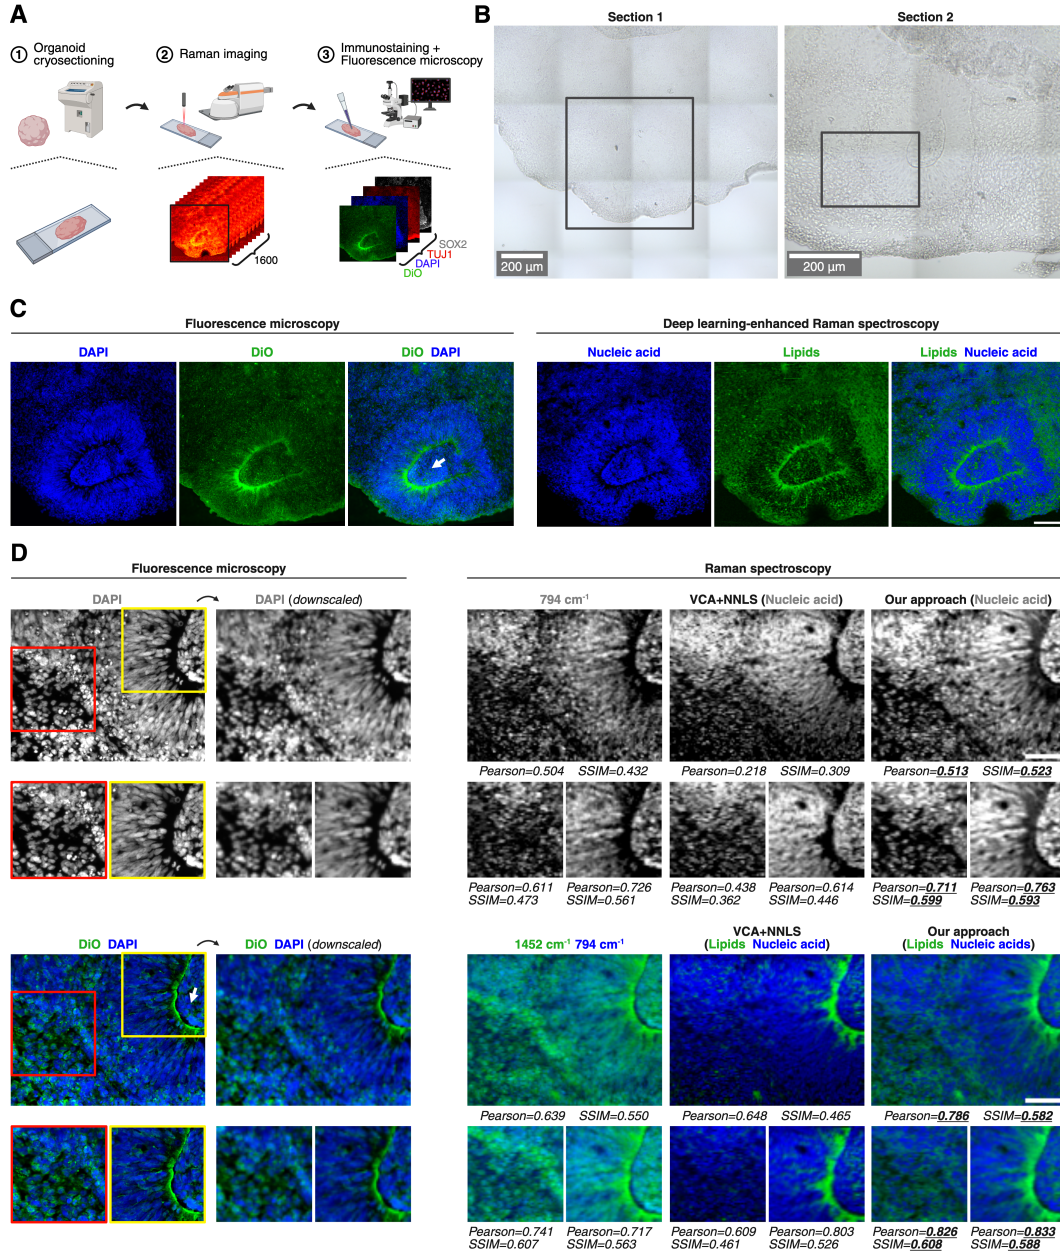 A
① Organoid cryosectioning
② Raman imaging
③ Immunostaining + Fluorescence microscopy
1600
SOX2
TUJ1
DAPI
DiO
B
Section 1
Section 2
200 µm
200 µm
C
Fluorescence microscopy
Deep learning-enhanced Raman spectroscopy
DAPI
DiO
DiO DAPI
Nucleic acid
Lipids
Lipids Nucleic acid
D
Fluorescence microscopy
Raman spectroscopy
DAPI
DAPI (downscaled)
794 cm⁻¹
VCA+NNLS (Nucleic acid)
Our approach (Nucleic acid)
Pearson=0.504 SSIM=0.432
Pearson=0.218 SSIM=0.309
Pearson=0.513 SSIM=0.523
Pearson=0.611
SSIM=0.473
Pearson=0.726
SSIM=0.561
Pearson=0.438
SSIM=0.362
Pearson=0.614
SSIM=0.446
Pearson=0.711
SSIM=0.599
Pearson=0.763
SSIM=0.593
DiO DAPI
DiO DAPI (downscaled)
1452 cm⁻¹ 794 cm⁻¹
VCA+NNLS
(Lipids Nucleic acid)
Our approach
(Lipids Nucleic acids)
Pearson=0.639 SSIM=0.550
Pearson=0.648 SSIM=0.465
Pearson=0.786 SSIM=0.582
Pearson=0.741
SSIM=0.607
Pearson=0.717
SSIM=0.563
Pearson=0.609
SSIM=0.461
Pearson=0.803
SSIM=0.526
Pearson=0.826
SSIM=0.608
Pearson=0.833
SSIM=0.588